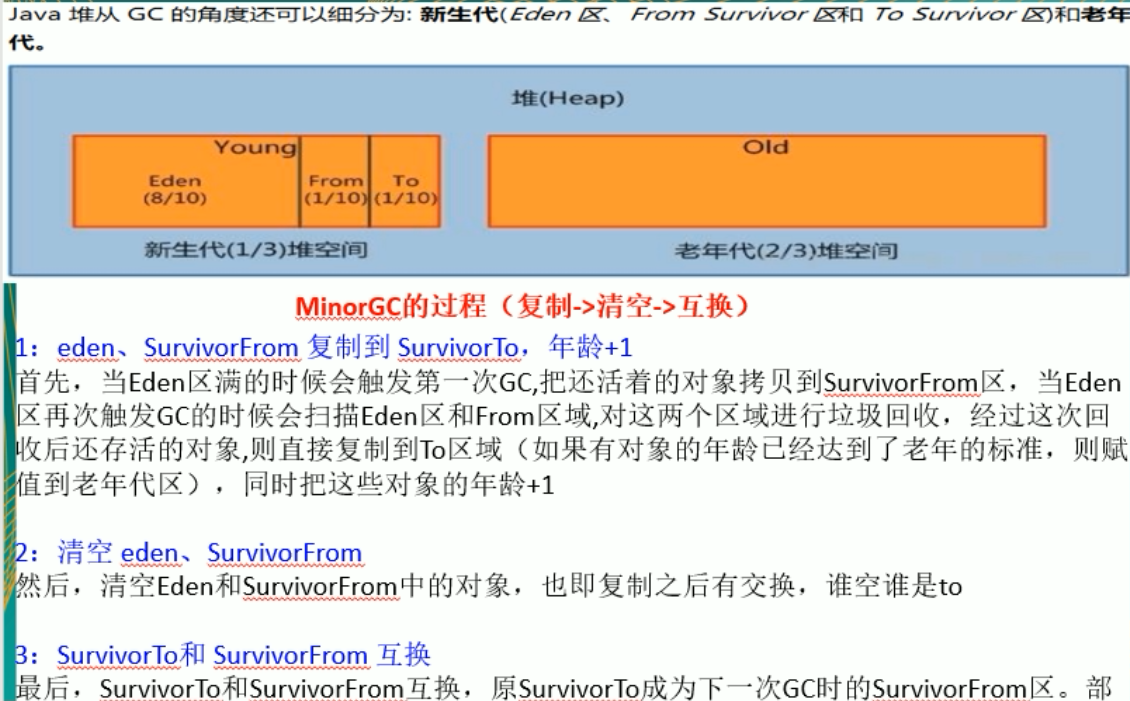 Java 堆从 GC 的角度还可以细分为: 新生代(Eden 区、From Survivor 区和 To Survivor 区)和老年
代。
堆(Heap)
Young
Eden
(8/10)
From
(1/10)
To
(1/10)
Old
新生代(1/3)堆空间
老年代(2/3)堆空间
MinorGC的过程（复制->清空->互换）
1：eden、SurvivorFrom 复制到 SurvivorTo，年龄+1
首先，当Eden区满的时候会触发第一次GC,把还活着的对象拷贝到SurvivorFrom区，当Eden
区再次触发GC的时候会扫描Eden区和From区域,对这两个区域进行垃圾回收，经过这次回
收后还存活的对象,则直接复制到To区域（如果有对象的年龄已经达到了老年的标准，则赋
值到老年代区），同时把这些对象的年龄+1
2：清空 eden、SurvivorFrom
然后，清空Eden和SurvivorFrom中的对象，也即复制之后有交换，谁空谁是to
3：SurvivorTo和 SurvivorFrom 互换
最后，SurvivorTo和SurvivorFrom互换，原SurvivorTo成为下一次GC时的SurvivorFrom区。部